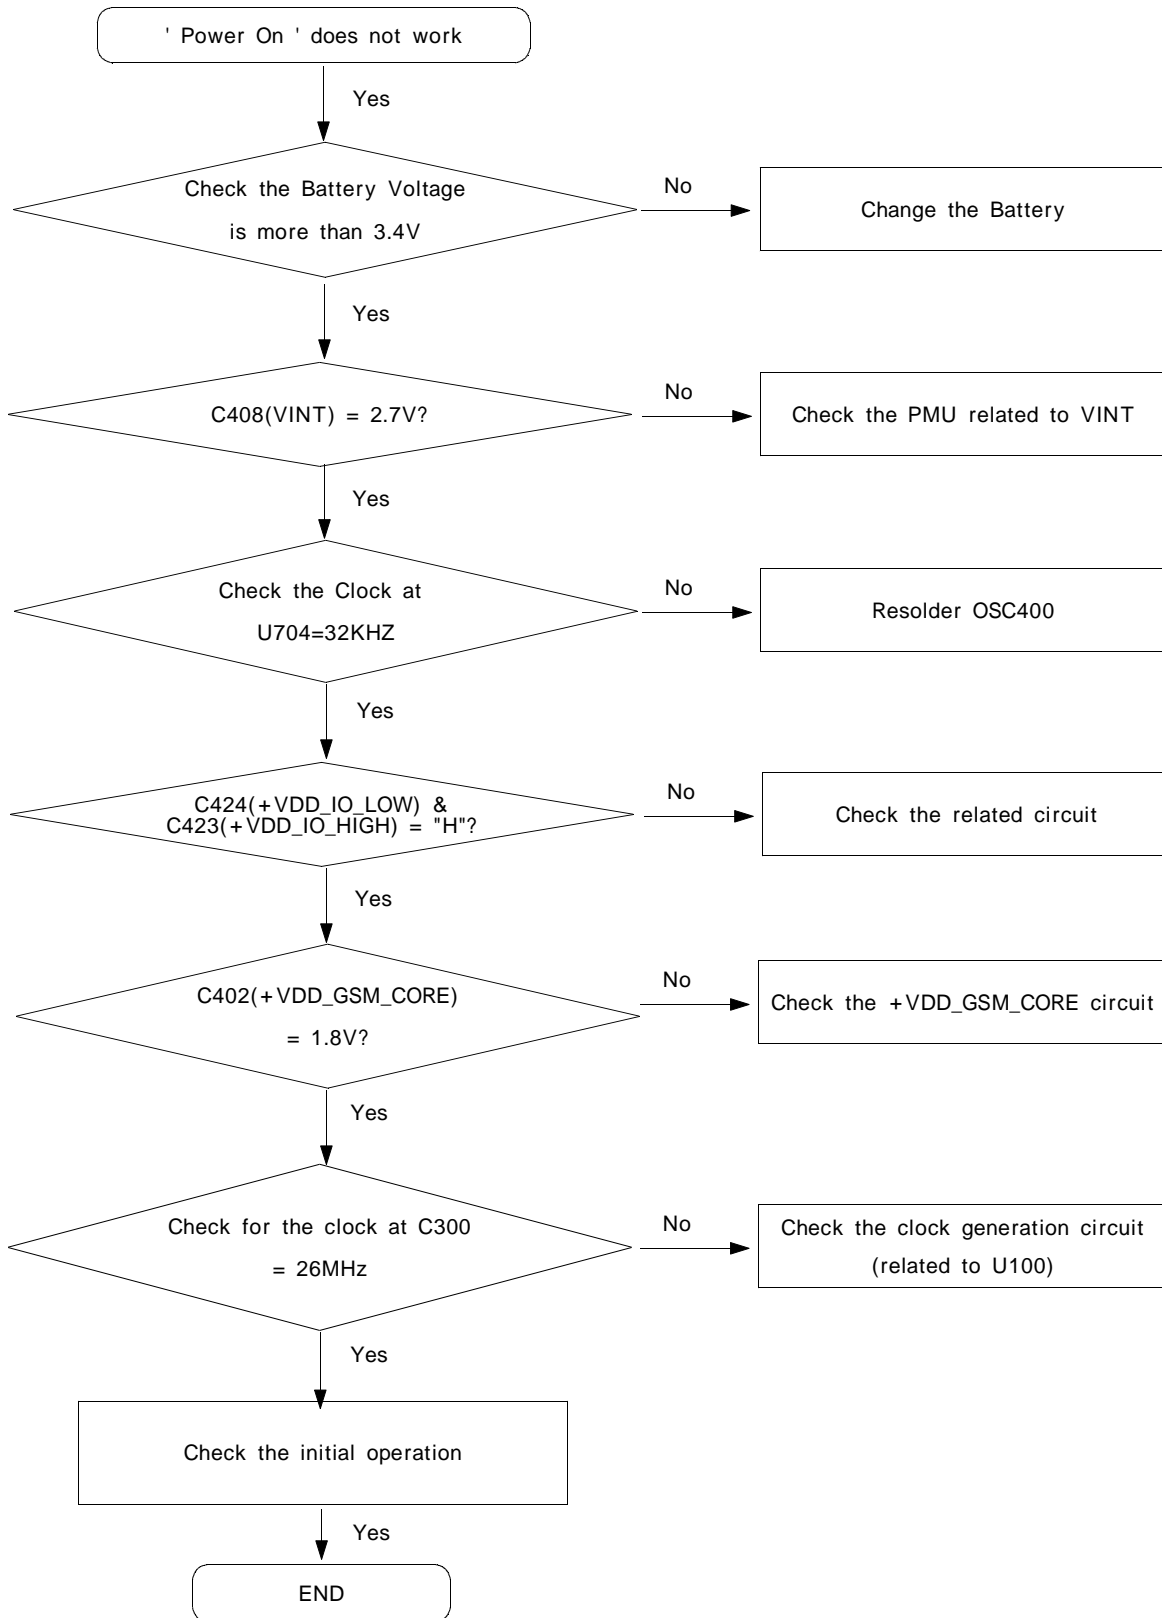 ' Power On ' does not work
Yes
Check the Battery Voltage
is more than 3.4V
No
Change the Battery
Yes
C408(VINT) = 2.7V?
No
Check the PMU related to VINT
Yes
Check the Clock at
U704=32KHZ
No
Resolder OSC400
Yes
C424(+VDD_IO_LOW) &
C423(+VDD_IO_HIGH) = "H"?
No
Check the related circuit
Yes
C402(+VDD_GSM_CORE)
= 1.8V?
No
Check the +VDD_GSM_CORE circuit
Yes
Check for the clock at C300
= 26MHz
No
Check the clock generation circuit
(related to U100)
Yes
Check the initial operation
Yes
END